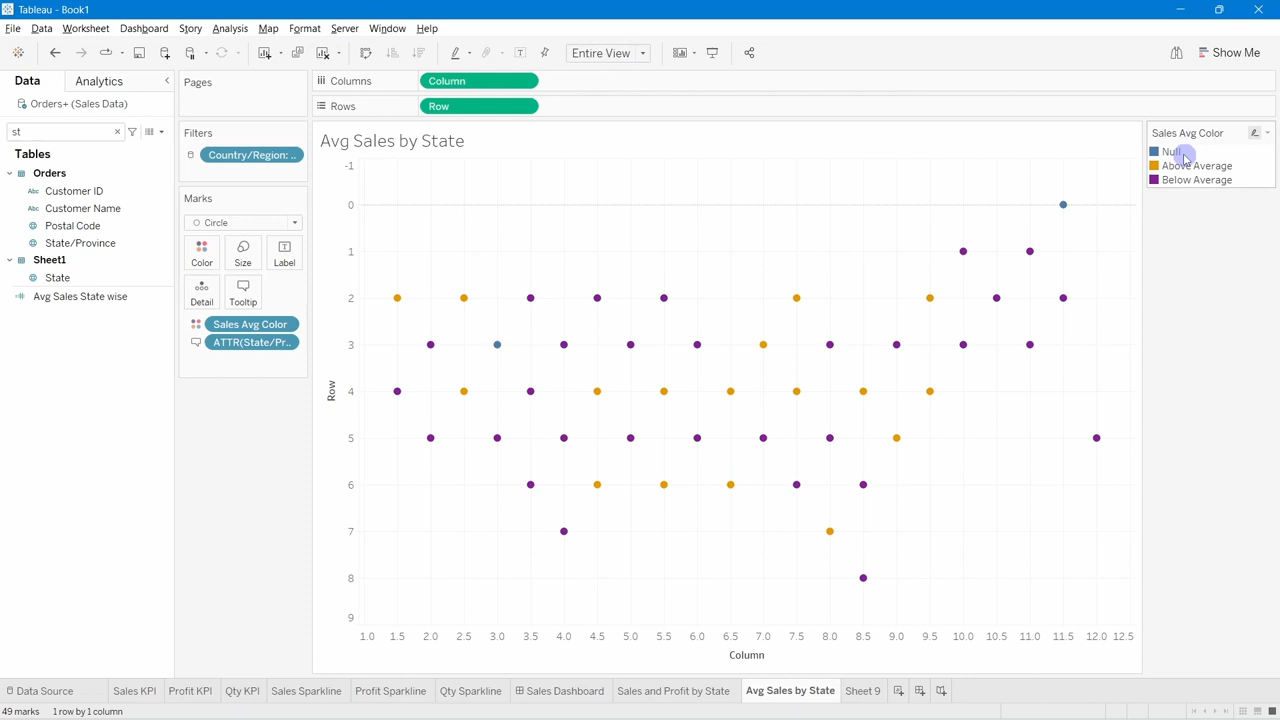 Tableau - Book1
File Data Worksheet Dashboard Story Analysis Map Format Server Window Help
Entire View
Show Me
Data Analytics
Orders+ (Sales Data)
st
Tables
Orders
Abc Customer ID
Abc Customer Name
Postal Code
State/Province
Sheet1
State
Avg Sales State wise
Pages
Filters
Country/Region: ..
Marks
Circle
Color Size Label
Detail Tooltip
Sales Avg Color
ATTR(State/Pr..
Columns Column
Rows Row
Avg Sales by State
-1
0
1
2
3
4
5
6
7
8
9
Row
1.0 1.5 2.0 2.5 3.0 3.5 4.0 4.5 5.0 5.5 6.0 6.5 7.0 7.5 8.0 8.5 9.0 9.5 10.0 10.5 11.0 11.5 12.0 12.5
Column
Sales Avg Color
Null
Above Average
Below Average
Data Source Sales KPI Profit KPI Qty KPI Sales Sparkline Profit Sparkline Qty Sparkline Sales Dashboard Sales and Profit by State Avg Sales by State Sheet 9
49 marks 1 row by 1 column